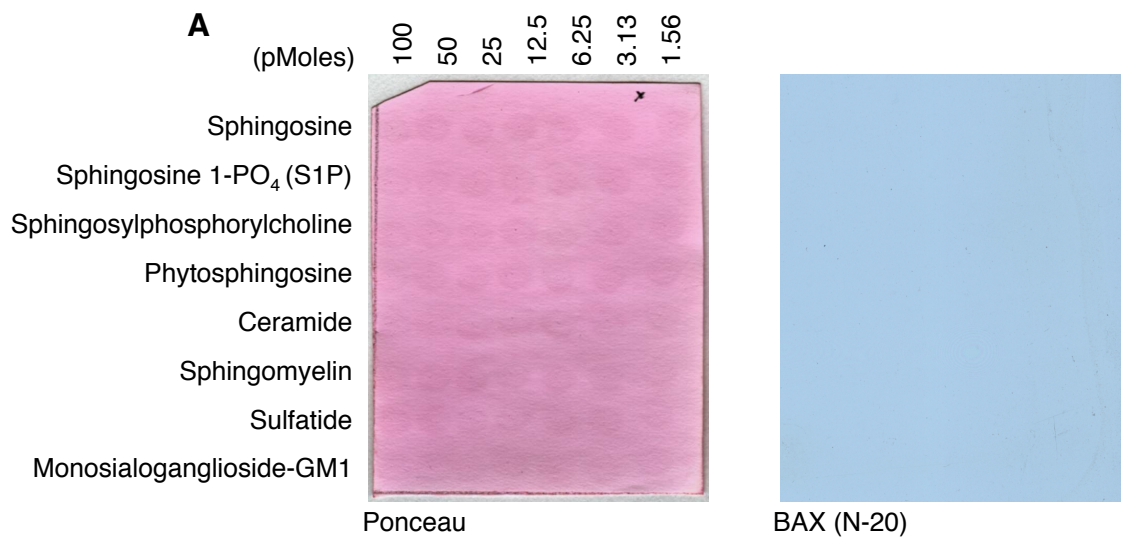 A
(pMoles) 100 50 25 12.5 6.25 3.13 1.56
Sphingosine
Sphingosine 1-PO₄ (S1P)
Sphingosylphosphorylcholine
Phytosphingosine
Ceramide
Sphingomyelin
Sulfatide
Monosialoganglioside-GM1
Ponceau BAX (N-20)